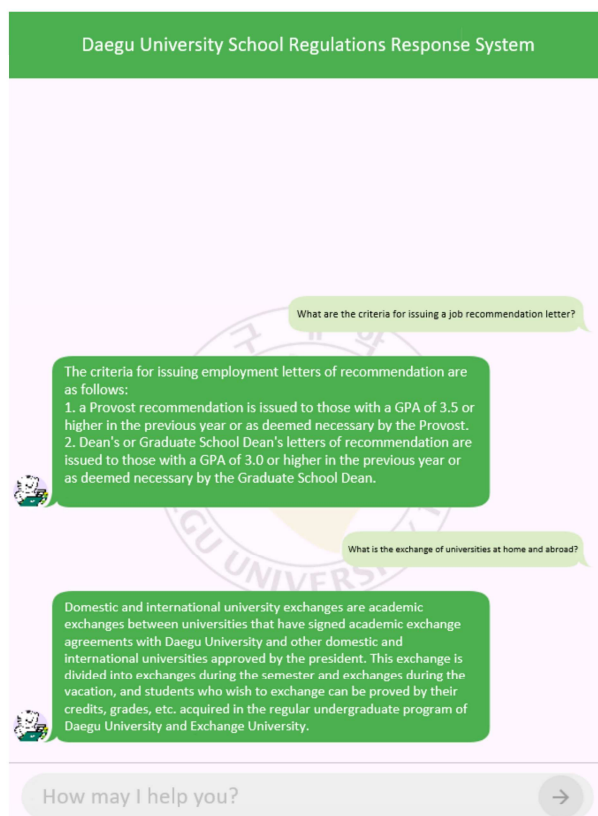 Daegu University School Regulations Response System
What are the criteria for issuing a job recommendation letter?
The criteria for issuing employment letters of recommendation are
as follows:
1. a Provost recommendation is issued to those with a GPA of 3.5 or
higher in the previous year or as deemed necessary by the Provost.
2. Dean's or Graduate School Dean's letters of recommendation are
issued to those with a GPA of 3.0 or higher in the previous year or
as deemed necessary by the Graduate School Dean.
What is the exchange of universities at home and abroad?
UNIVERSITY
Domestic and international university exchanges are academic
exchanges between universities that have signed academic exchange
agreements with Daegu University and other domestic and
international universities approved by the president. This exchange is
divided into exchanges during the semester and exchanges during the
vacation, and students who wish to exchange can be proved by their
credits, grades, etc. acquired in the regular undergraduate program of
Daegu University and Exchange University.
How may I help you?